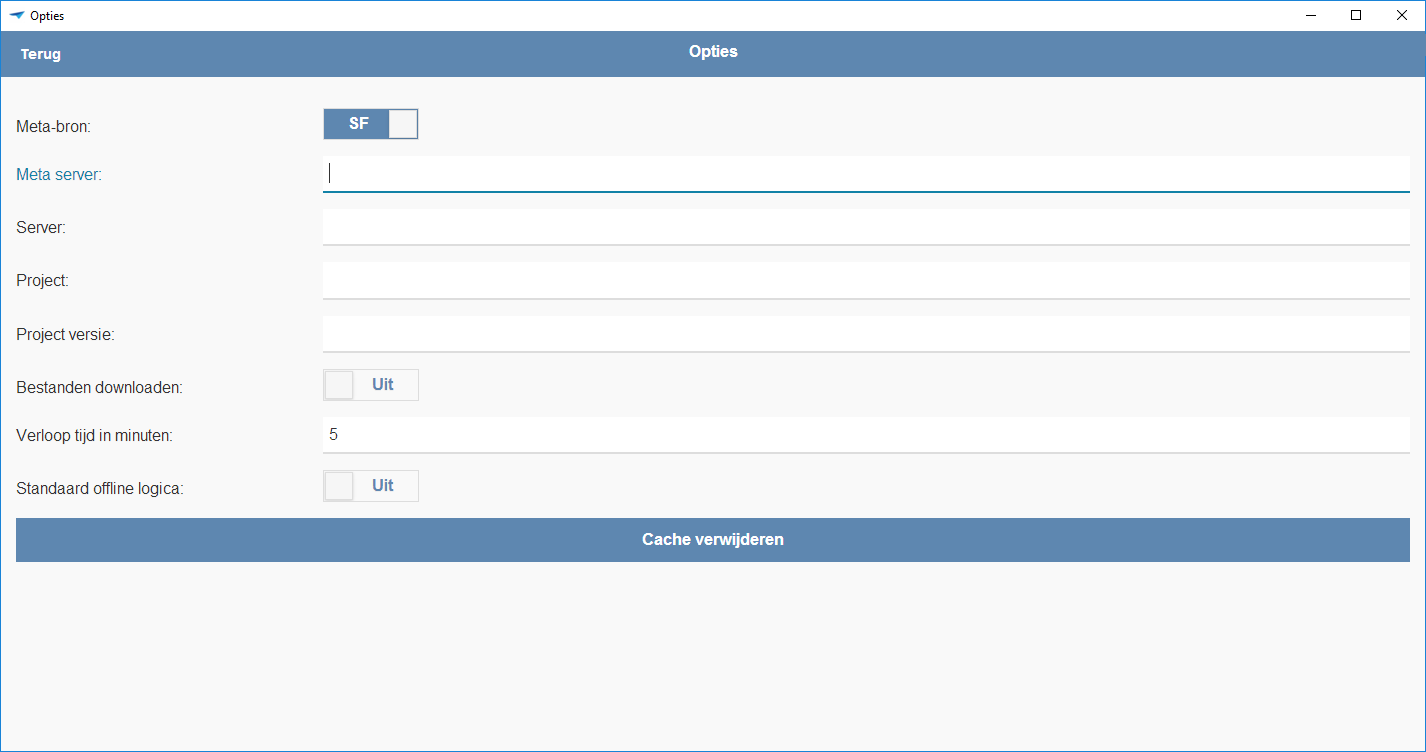 Opties
Terug
Opties
Meta-bron:
SF
Meta server:
Server:
Project:
Project versie:
Bestanden downloaden:
Uit
Verloop tijd in minuten:
5
Standaard offline logica:
Uit
Cache verwijderen